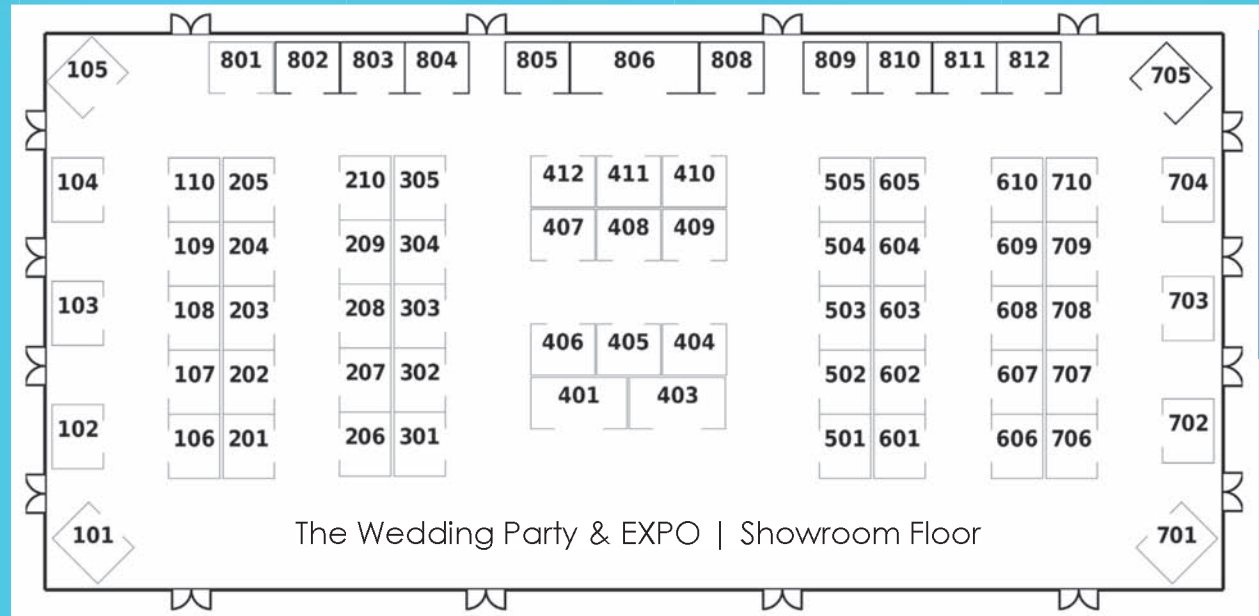 105 801 802 803 804 805 806 808 809 810 811 812 705
412 411 410
104 110 205 210 305 505 605 610 710 704
407 408 409
109 204 209 304 504 604 609 709
103 108 203 208 303 503 603 608 708 703
406 405 404
107 202 207 302 502 602 607 707
401 403
102 106 201 206 301 501 601 606 706 702
101 The Wedding Party & EXPO | Showroom Floor 701